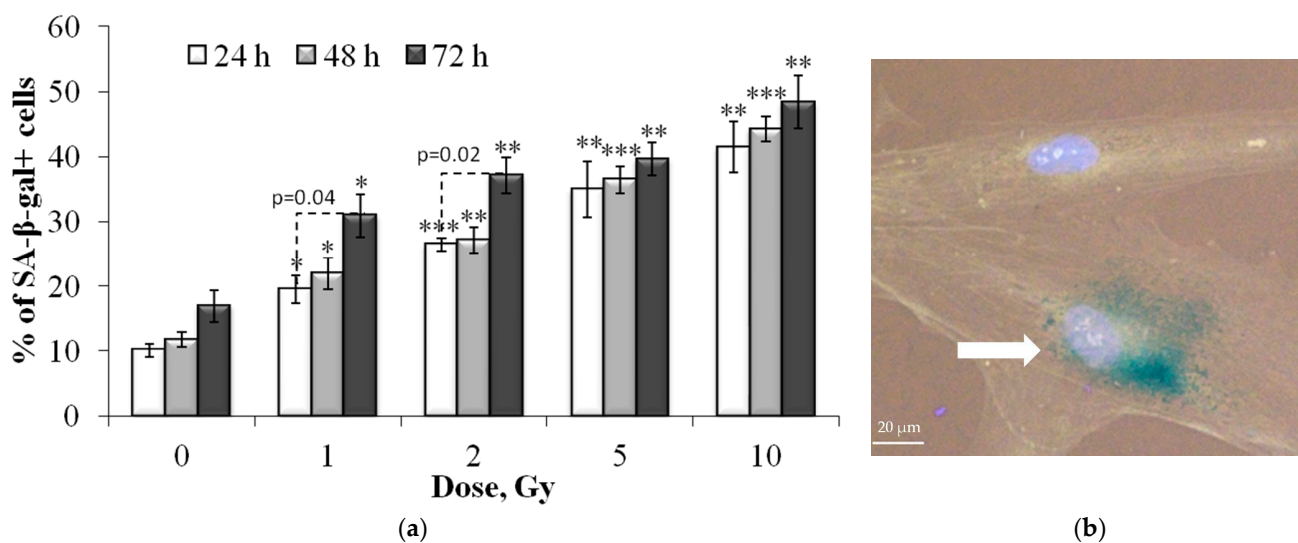 60
50
40
30
20
10
0
% of SA-β-gal+ cells
24 h 48 h 72 h
* * *
p=0.04
*** ** **
p=0.02
** *** **
** *** **
0 1 2 5 10
Dose, Gy
(a)
20 μm
(b)